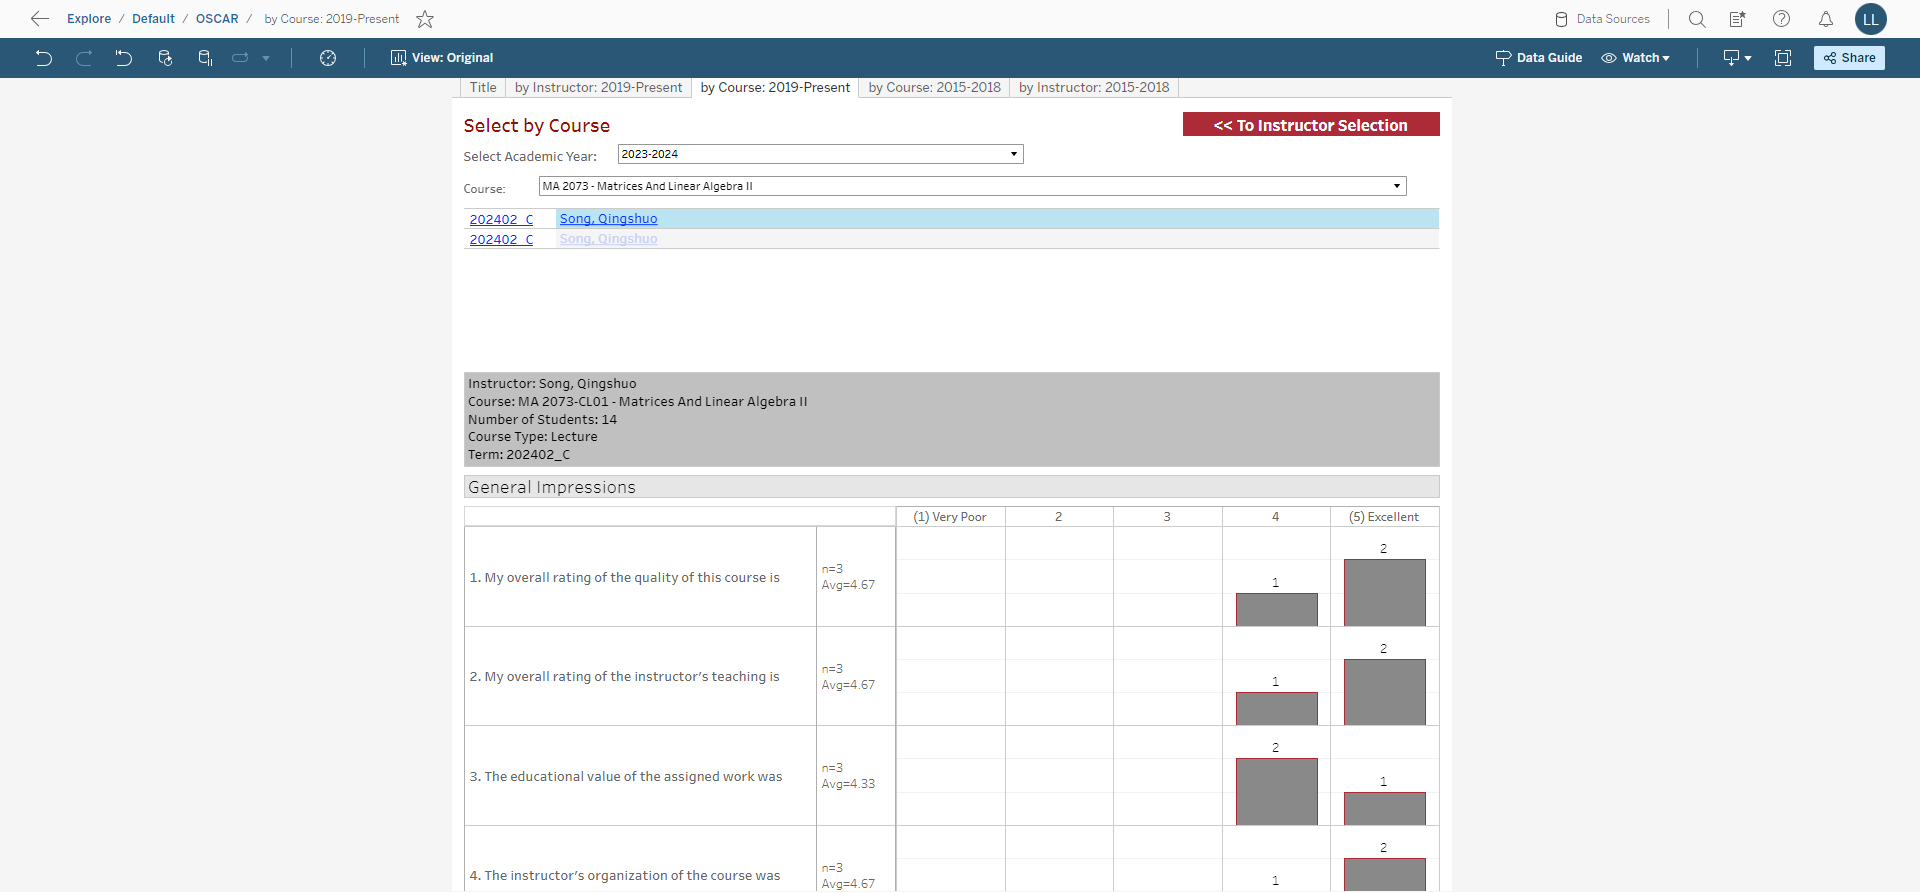 Explore / Default / OSCAR / by Course: 2019-Present
Data Sources
LL
View: Original
Data Guide
Watch
Share
Title
by Instructor: 2019-Present
by Course: 2019-Present
by Course: 2015-2018
by Instructor: 2015-2018
Select by Course
<< To Instructor Selection
Select Academic Year:
2023-2024
Course:
MA 2073 - Matrices And Linear Algebra II
202402_C Song, Qingshuo
202402_C Song, Qingshuo
Instructor: Song, Qingshuo
Course: MA 2073-CL01 - Matrices And Linear Algebra II
Number of Students: 14
Course Type: Lecture
Term: 202402_C
General Impressions
(1) Very Poor 2 3 4 (5) Excellent
1. My overall rating of the quality of this course is
n=3
Avg=4.67
1
2
2. My overall rating of the instructor's teaching is
n=3
Avg=4.67
1
2
3. The educational value of the assigned work was
n=3
Avg=4.33
2
1
4. The instructor's organization of the course was
n=3
Avg=4.67
1
2